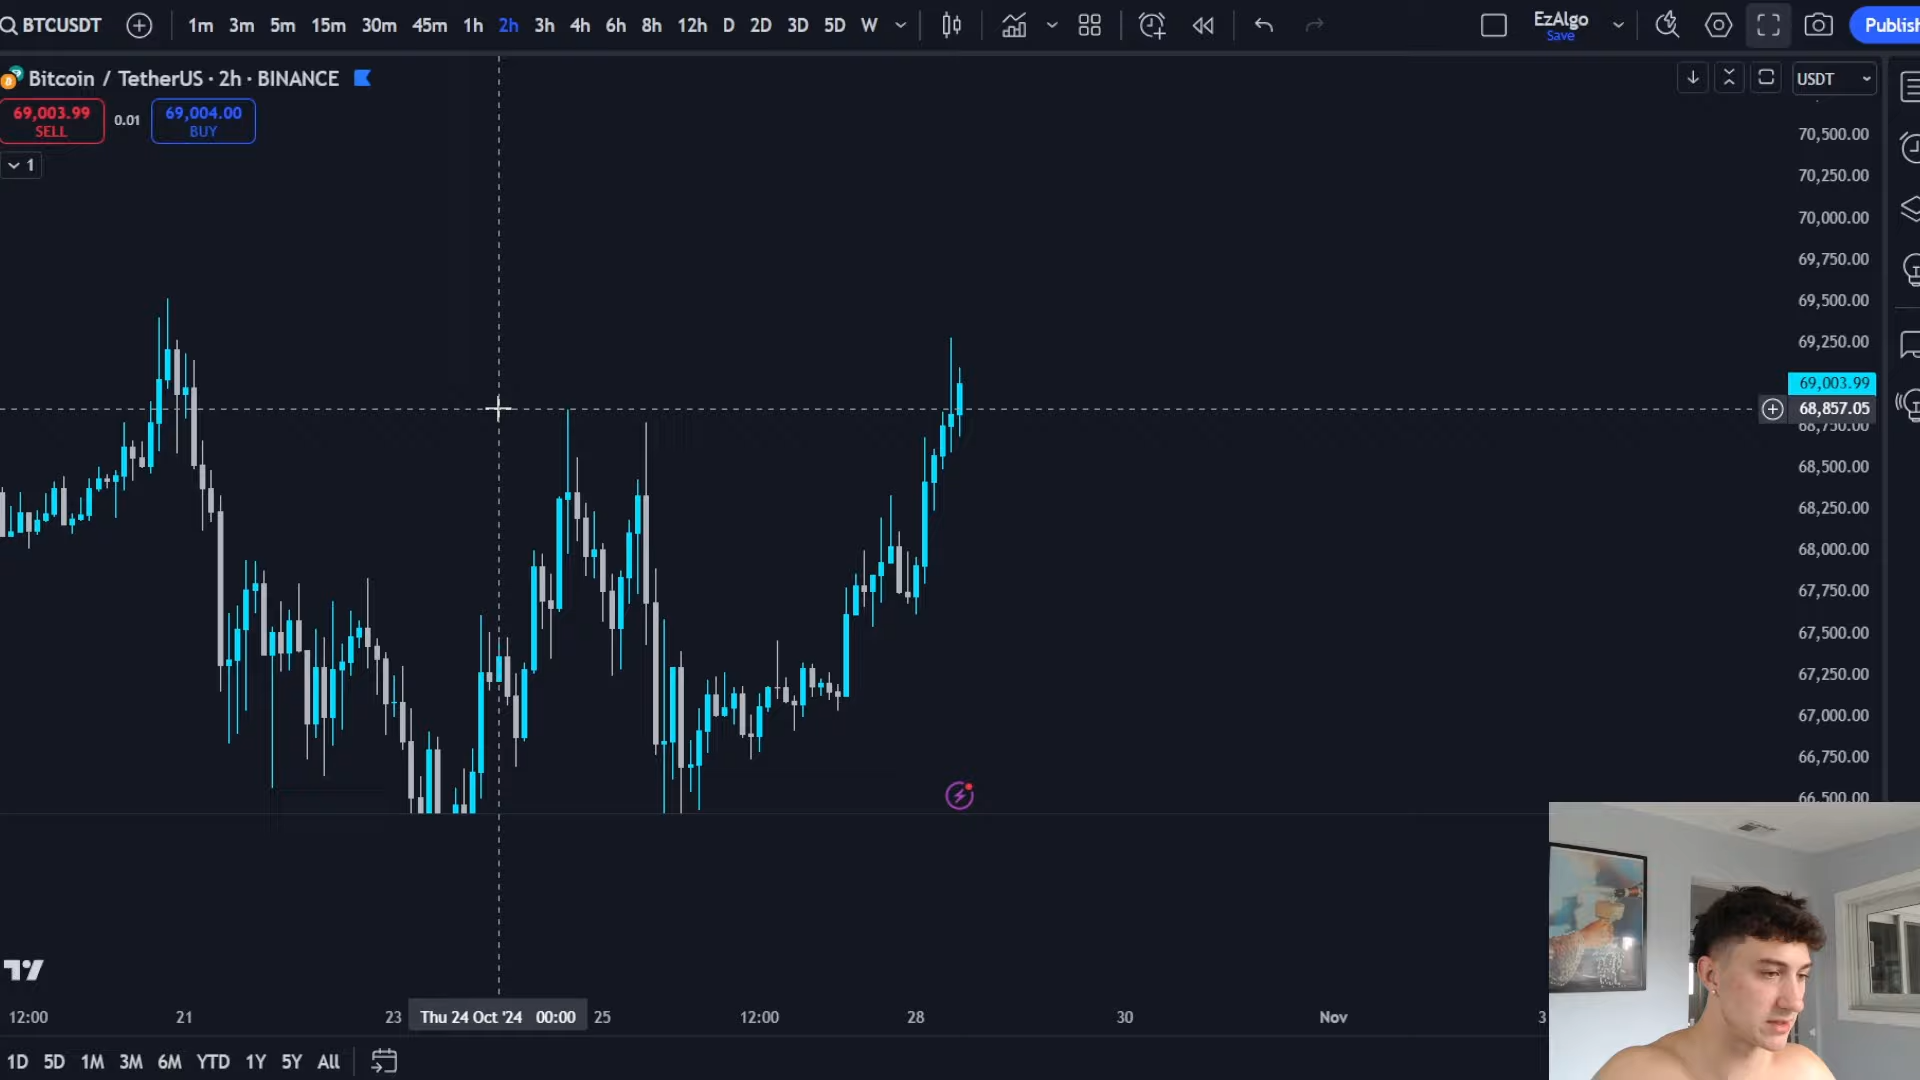 BTCUSDT 1m 3m 5m 15m 30m 45m 1h 2h 3h 4h 6h 8h 12h D 2D 3D 5D W EzAlgo Save Publish
Bitcoin / TetherUS · 2h · BINANCE
USDT
69,003.99 SELL
0.01
69,004.00 BUY
1
70,500.00
70,250.00
70,000.00
69,750.00
69,500.00
69,250.00
69,003.99
68,857.05
68,750.00
68,500.00
68,250.00
68,000.00
67,750.00
67,500.00
67,250.00
67,000.00
66,750.00
66,500.00
12:00 21 23 Thu 24 Oct '24 00:00 25 12:00 28 30 Nov 3
1D 5D 1M 3M 6M YTD 1Y 5Y All